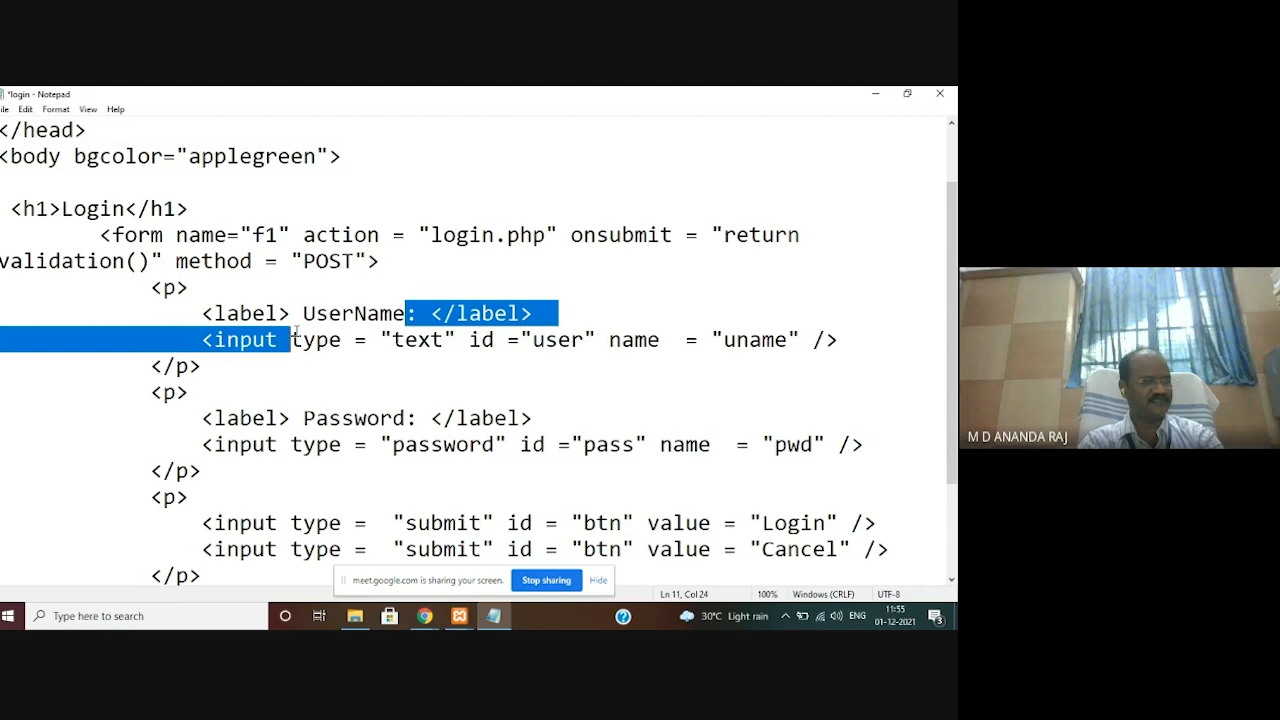 *login - Notepad
ile Edit Format View Help
</head>
<body bgcolor="applegreen">
<h1>Login</h1>
<form name="f1" action = "login.php" onsubmit = "return
validation()" method = "POST">
<p>
<label> UserName: </label>
<input type = "text" id ="user" name = "uname" />
</p>
<p>
<label> Password: </label>
<input type = "password" id ="pass" name = "pwd" />
</p>
<p>
<input type = "submit" id = "btn" value = "Login" />
<input type = "submit" id = "btn" value = "Cancel" />
</p>
meet.google.com is sharing your screen. Stop sharing Hide
Ln 11, Col 24 100% Windows (CRLF) UTF-8
Type here to search
30°C Light rain ENG 11:55
01-12-2021
3
M D ANANDA RAJ